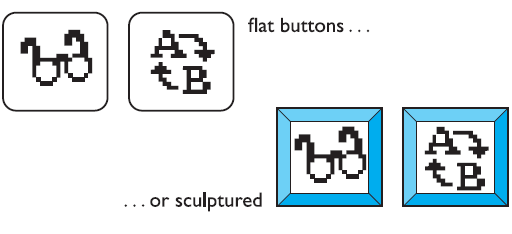 flat buttons . . .
A
B
A
B
. . . or sculptured